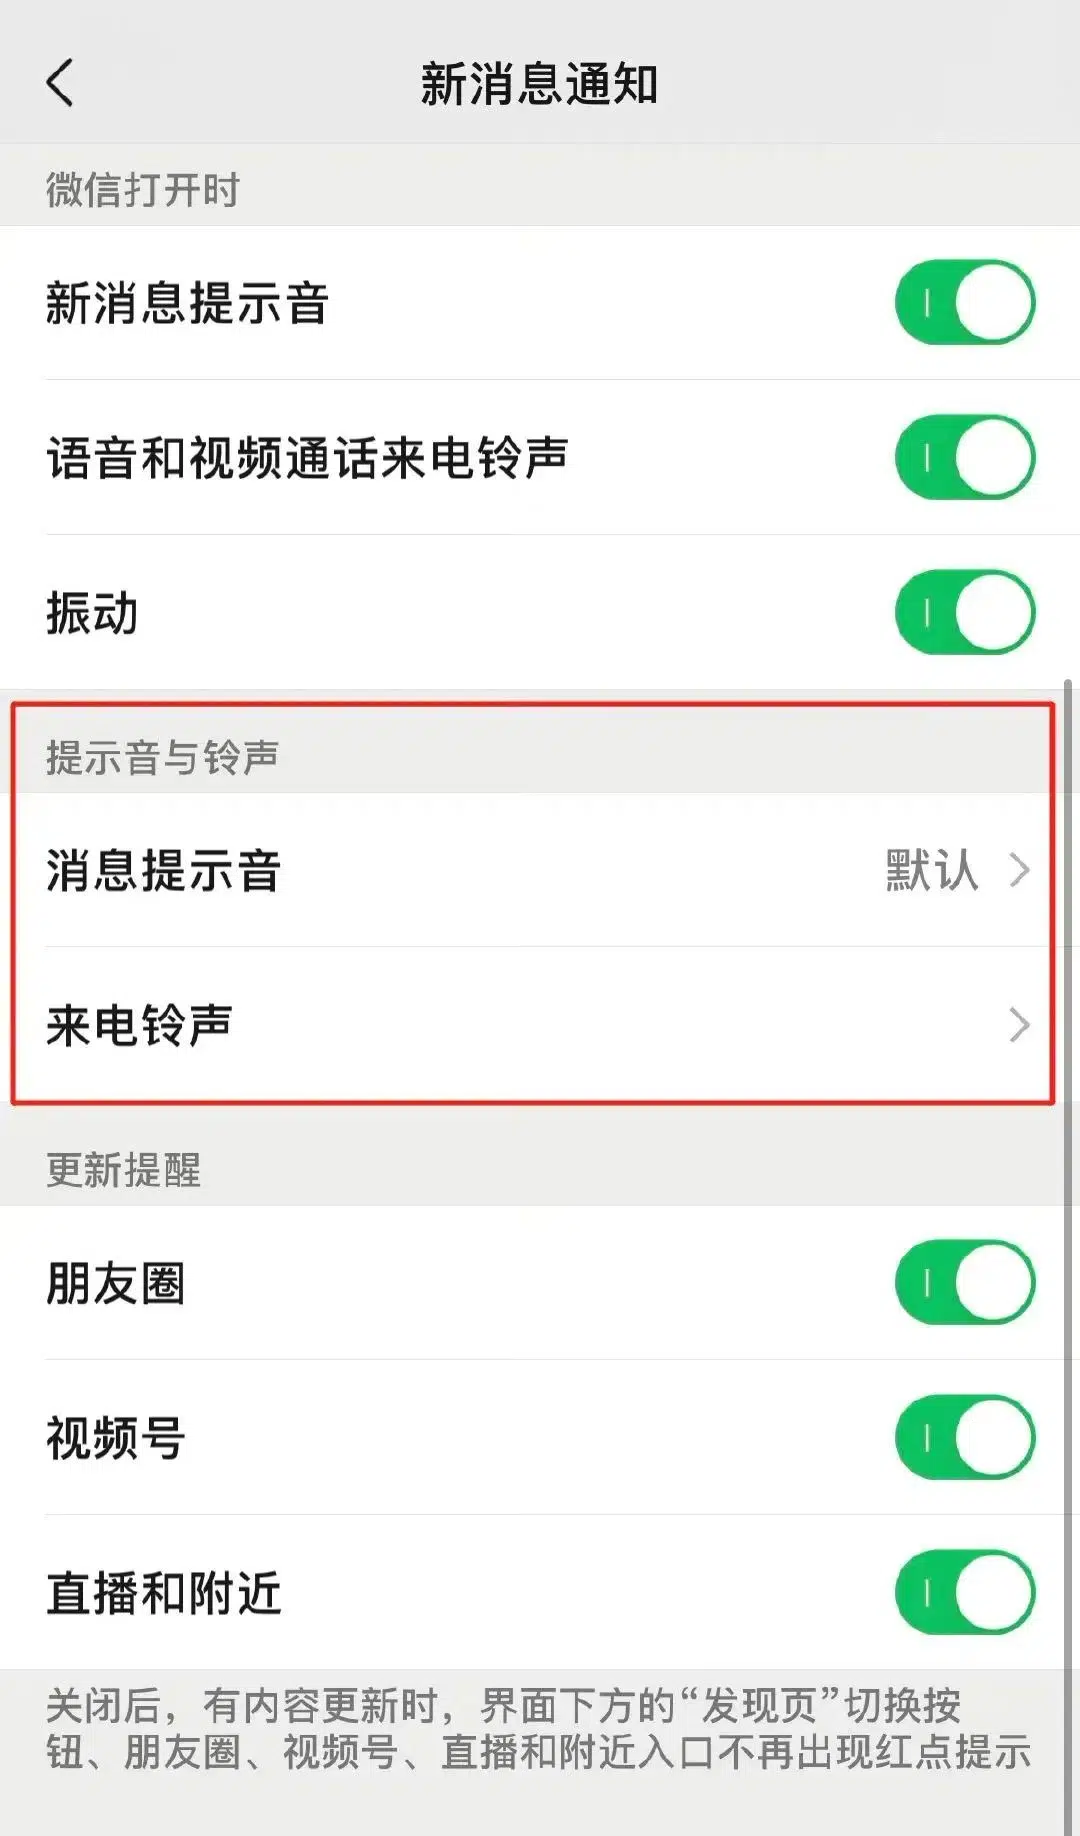 新消息通知
微信打开时
新消息提示音
语音和视频通话来电铃声
振动
提示音与铃声
消息提示音 默认
来电铃声
更新提醒
朋友圈
视频号
直播和附近
关闭后，有内容更新时，界面下方的“发现页”切换按
钮、朋友圈、视频号、直播和附近入口不再出现红点提示